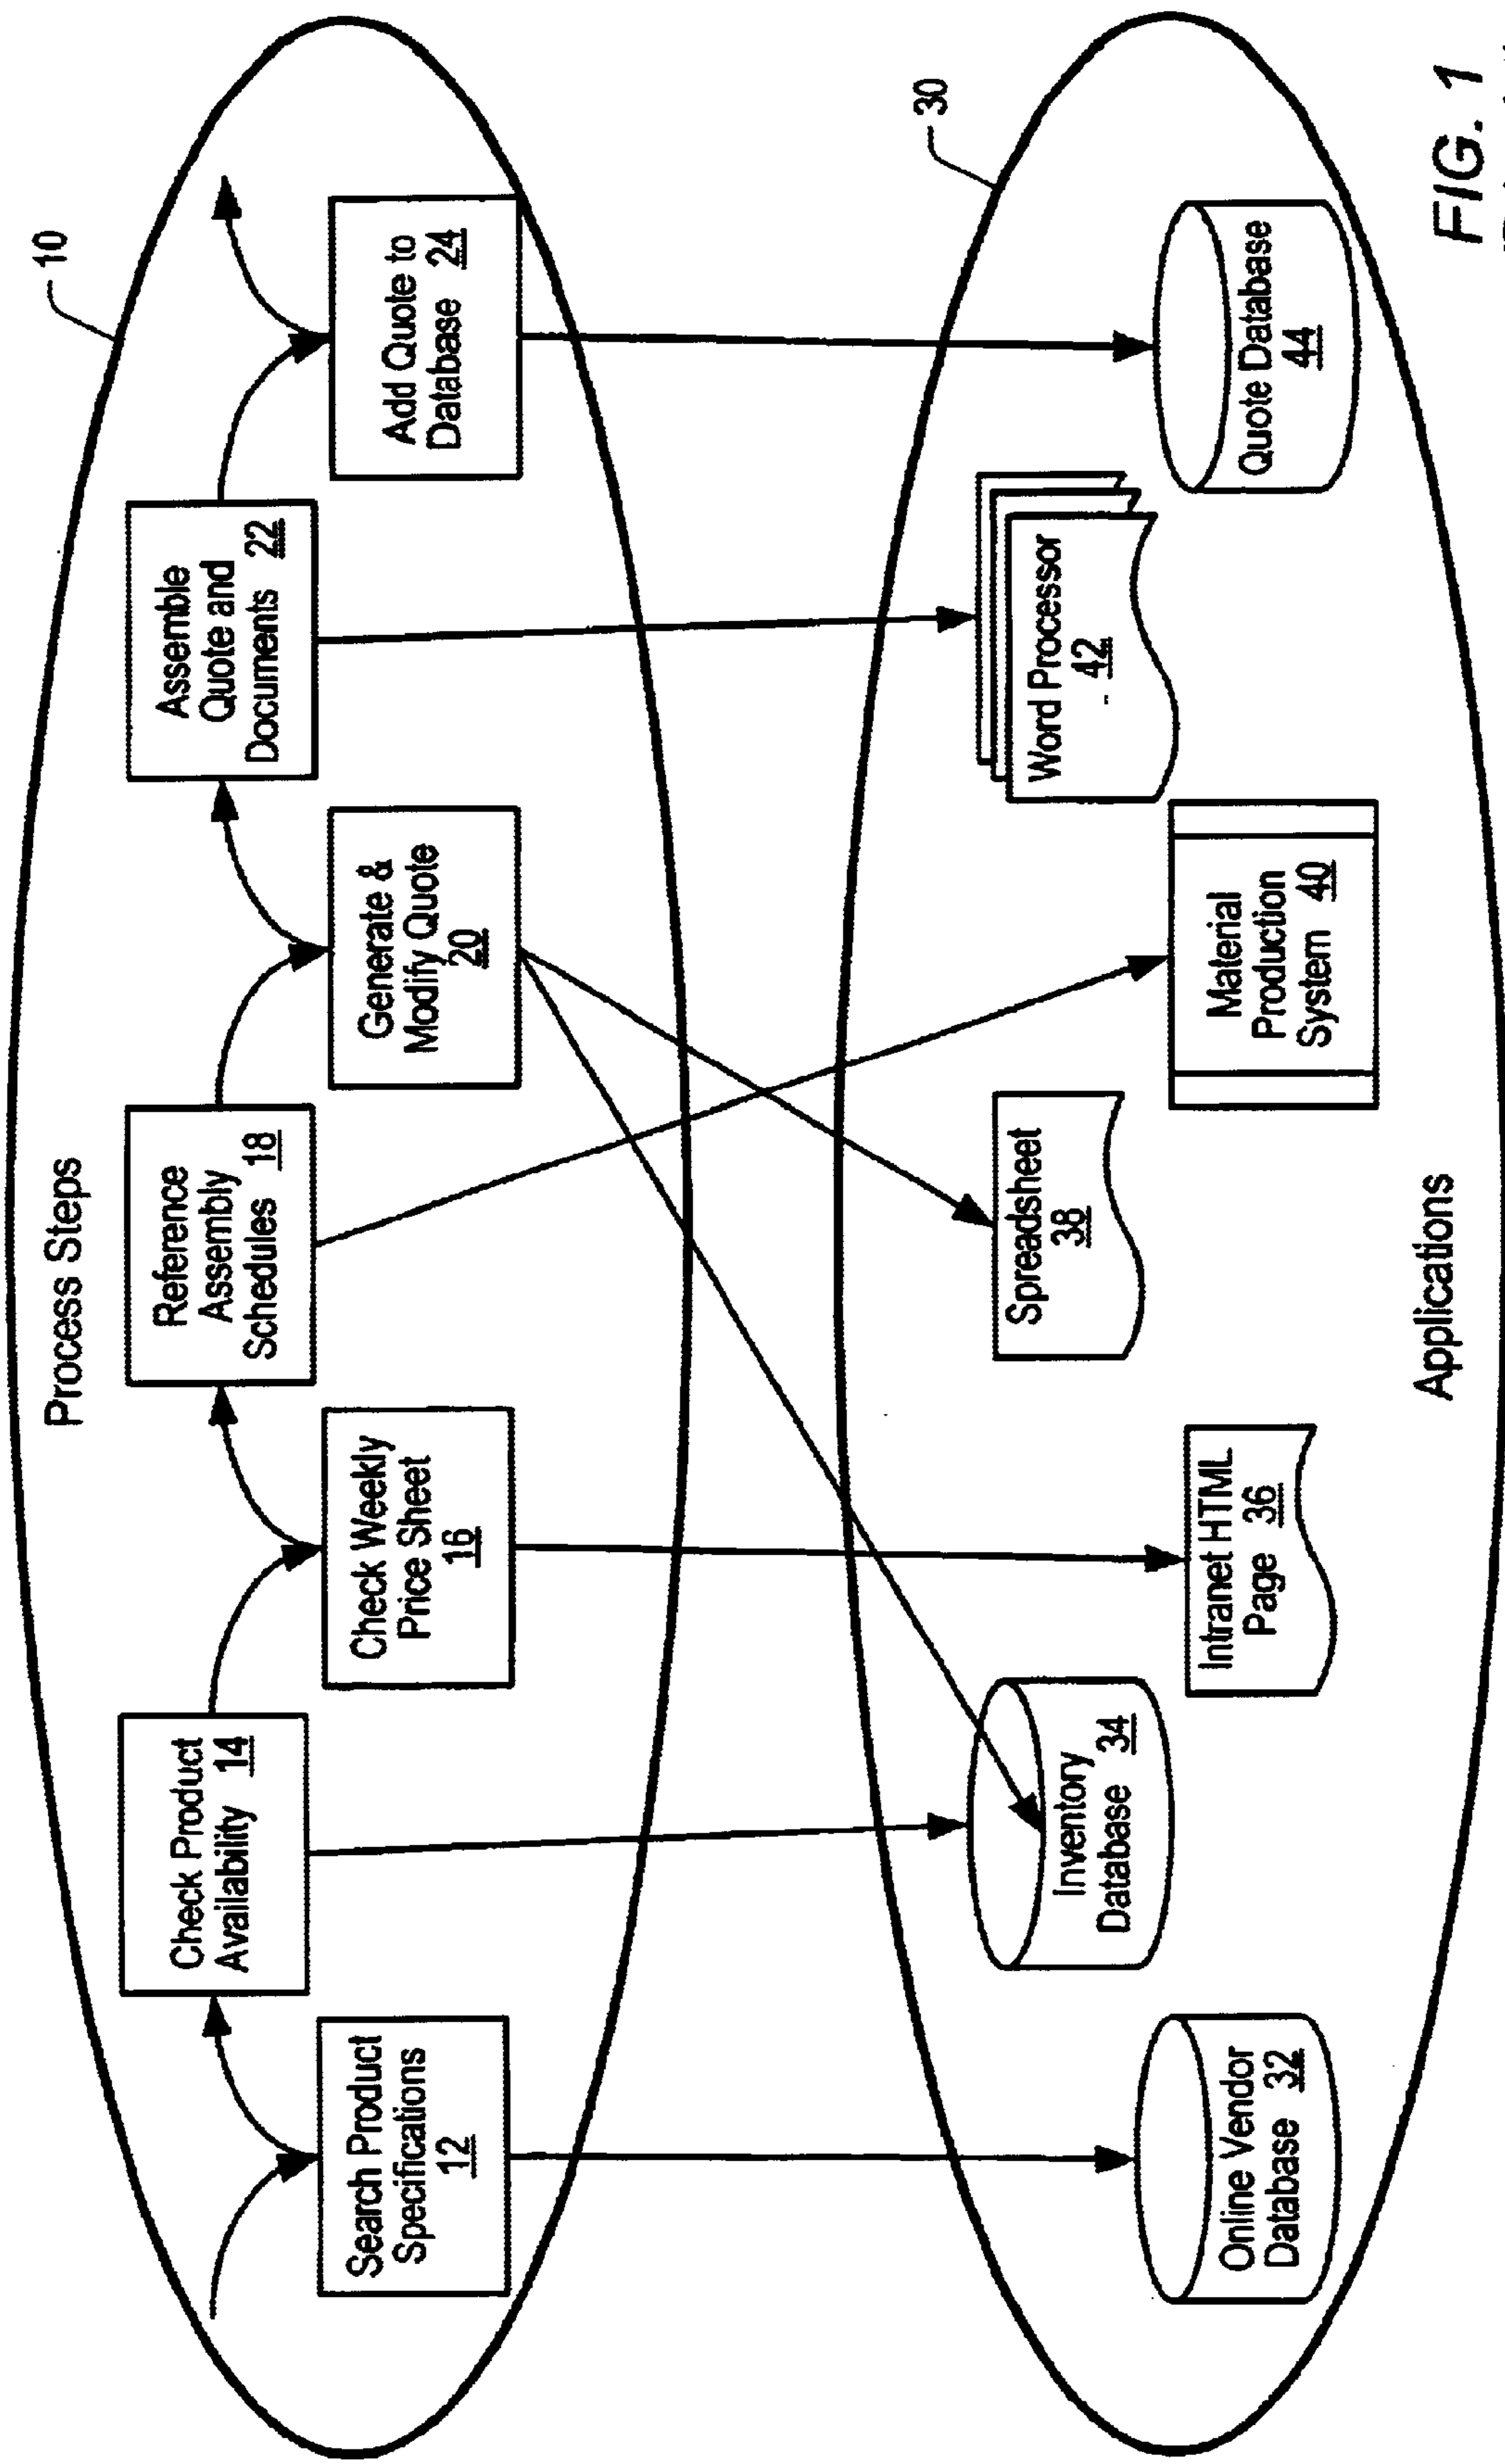 Process Steps
10
Search Product
Specifications
12
Check Product
Availability 14
Check Weekly
Price Sheet
16
Reference
Assembly
Schedules 18
Generate &
Modify Quote
20
Assemble
Quote and
Documents 22
Add Quote to
Database 24
30
Online Vendor
Database 32
Inventory
Database 34
Intranet HTML
Page 36
Spreadsheet
38
Material
Production
System 40
Word Processor
42
Quote Database
44
Applications
FIG. 1